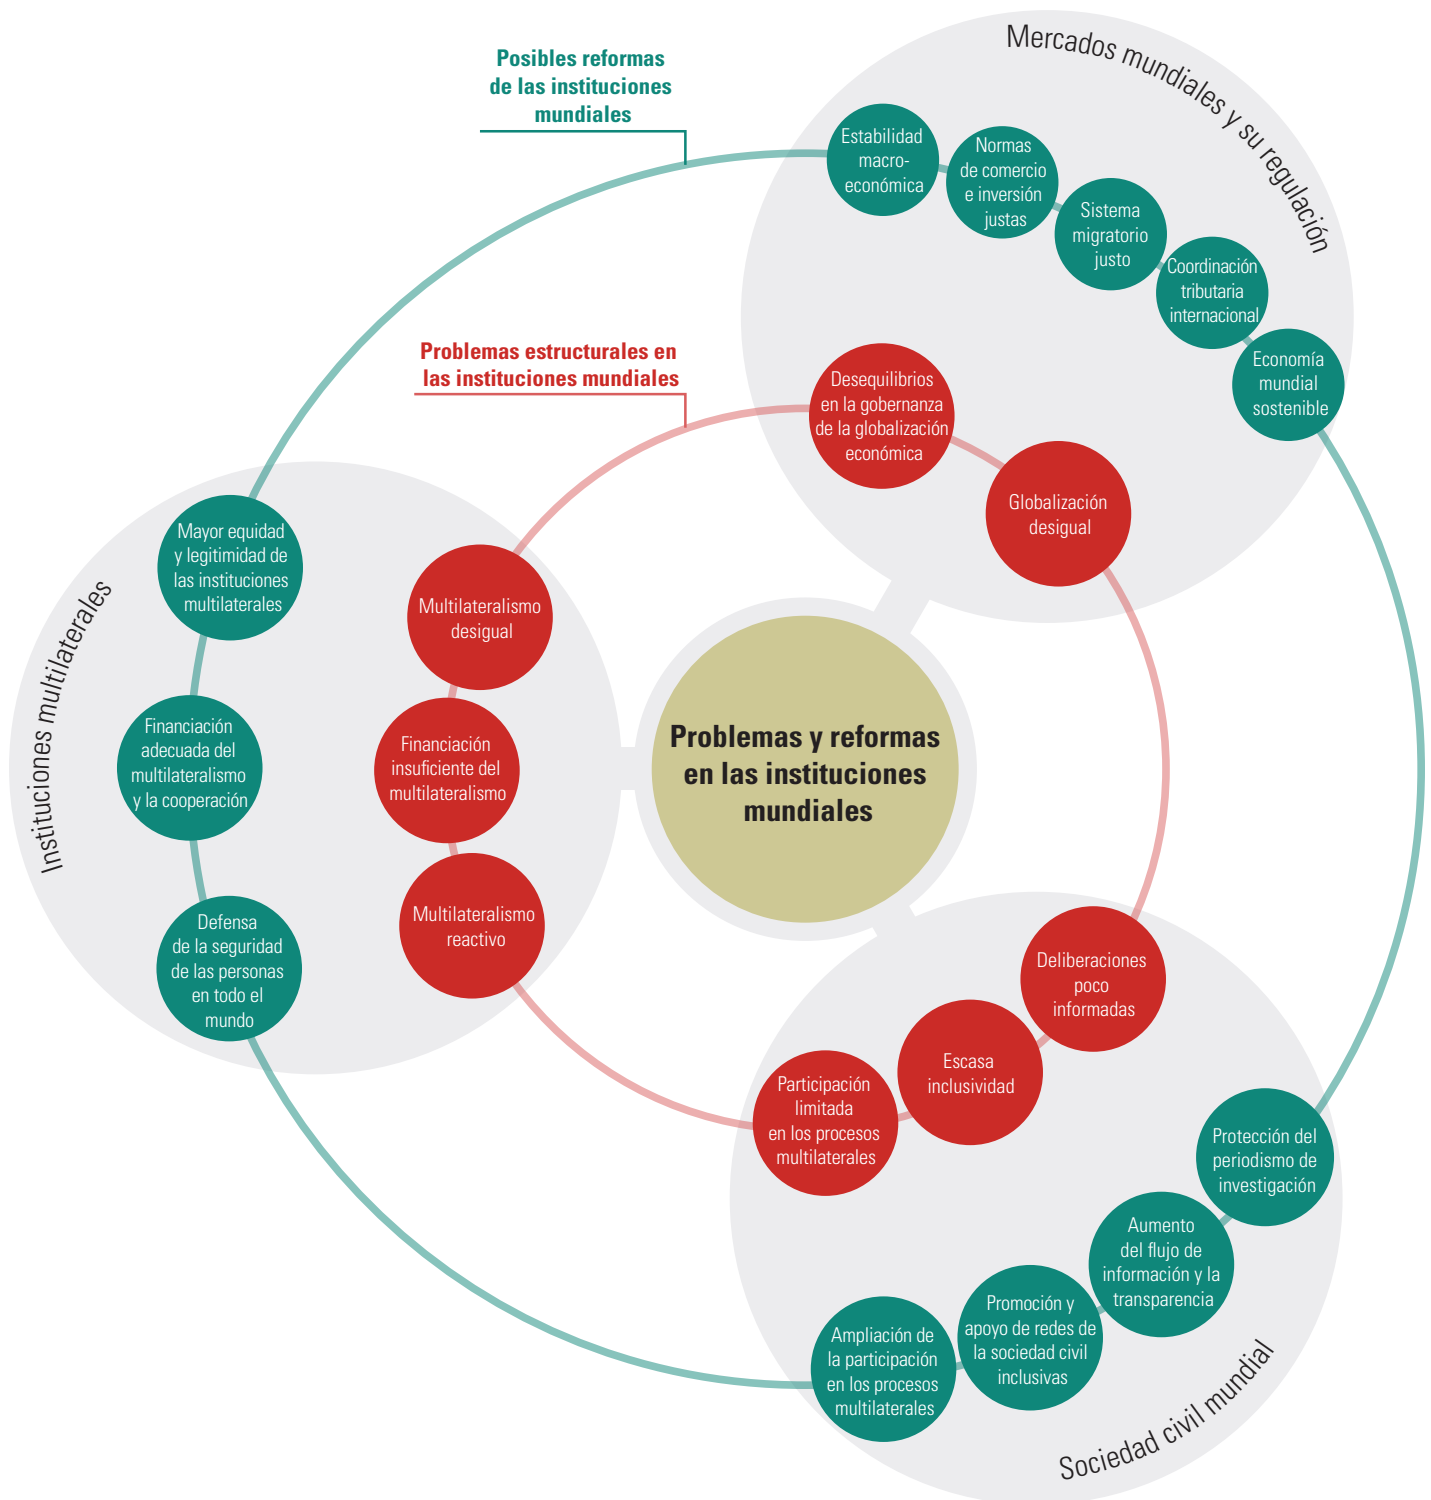 Posibles reformas
de las instituciones
mundiales
Mercados mundiales y su regulación
Estabilidad
macro-
económica
Normas
de comercio
e inversión
justas
Sistema
migratorio
justo
Coordinación
tributaria
internacional
Economía
mundial
sostenible
Problemas estructurales en
las instituciones mundiales
Desequilibrios
en la gobernanza
de la globalización
económica
Globalización
desigual
Instituciones multilaterales
Mayor equidad
y legitimidad de
las instituciones
multilaterales
Financiación
adecuada del
multilateralismo
y la cooperación
Defensa
de la seguridad
de las personas
en todo el
mundo
Multilateralismo
desigual
Financiación
insuficiente del
multilateralismo
Multilateralismo
reactivo
Problemas y reformas
en las instituciones
mundiales
Deliberaciones
poco
informadas
Escasa
inclusividad
Participación
limitada
en los procesos
multilaterales
Protección del
periodismo de
investigación
Aumento
del flujo de
información y la
transparencia
Promoción y
apoyo de redes de
la sociedad civil
inclusivas
Ampliación de
la participación
en los procesos
multilaterales
Sociedad civil mundial